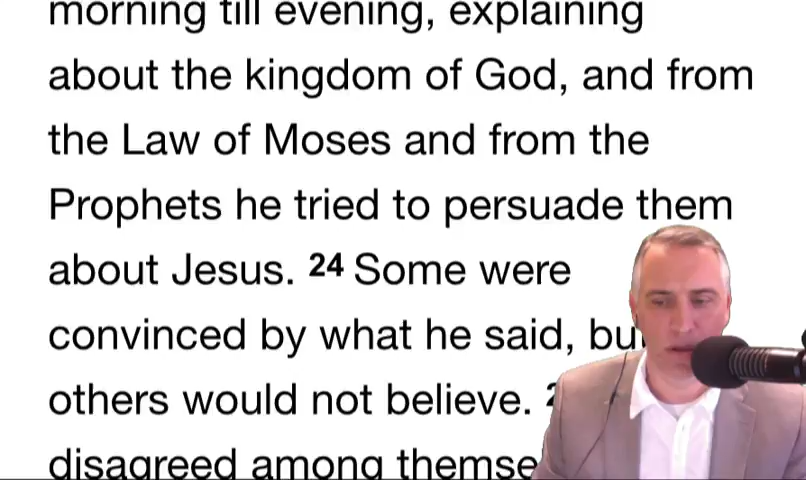 morning till evening, explaining
about the kingdom of God, and from
the Law of Moses and from the
Prophets he tried to persuade them
about Jesus. 24 Some were
convinced by what he said,
others would not believe.
disagreed among